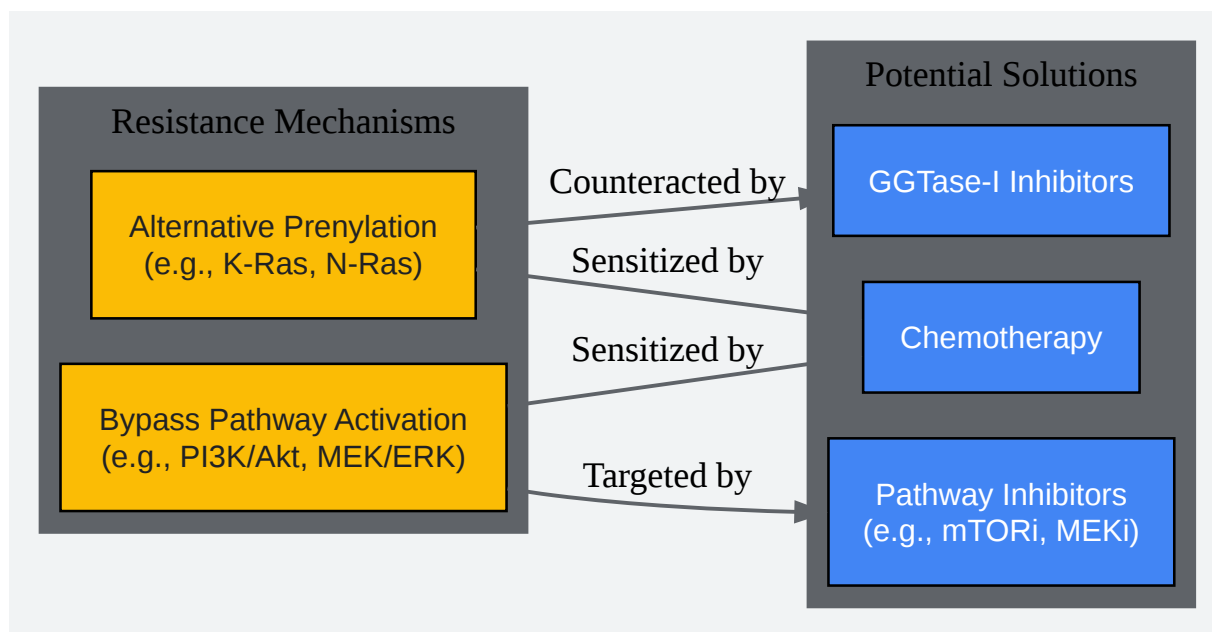 Resistance Mechanisms
Alternative Prenylation
(e.g., K-Ras, N-Ras)
Bypass Pathway Activation
(e.g., PI3K/Akt, MEK/ERK)
Counteracted by
Sensitized by
Sensitized by
Targeted by
Potential Solutions
GGTase-I Inhibitors
Chemotherapy
Pathway Inhibitors
(e.g., mTORi, MEKi)